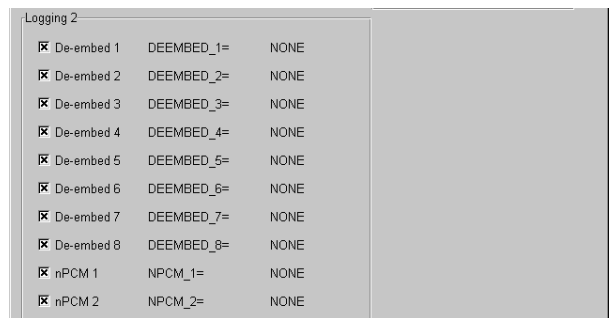 Logging 2
De-embed 1 DEEMBED_1= NONE
De-embed 2 DEEMBED_2= NONE
De-embed 3 DEEMBED_3= NONE
De-embed 4 DEEMBED_4= NONE
De-embed 5 DEEMBED_5= NONE
De-embed 6 DEEMBED_6= NONE
De-embed 7 DEEMBED_7= NONE
De-embed 8 DEEMBED_8= NONE
nPCM 1 NPCM_1= NONE
nPCM 2 NPCM_2= NONE